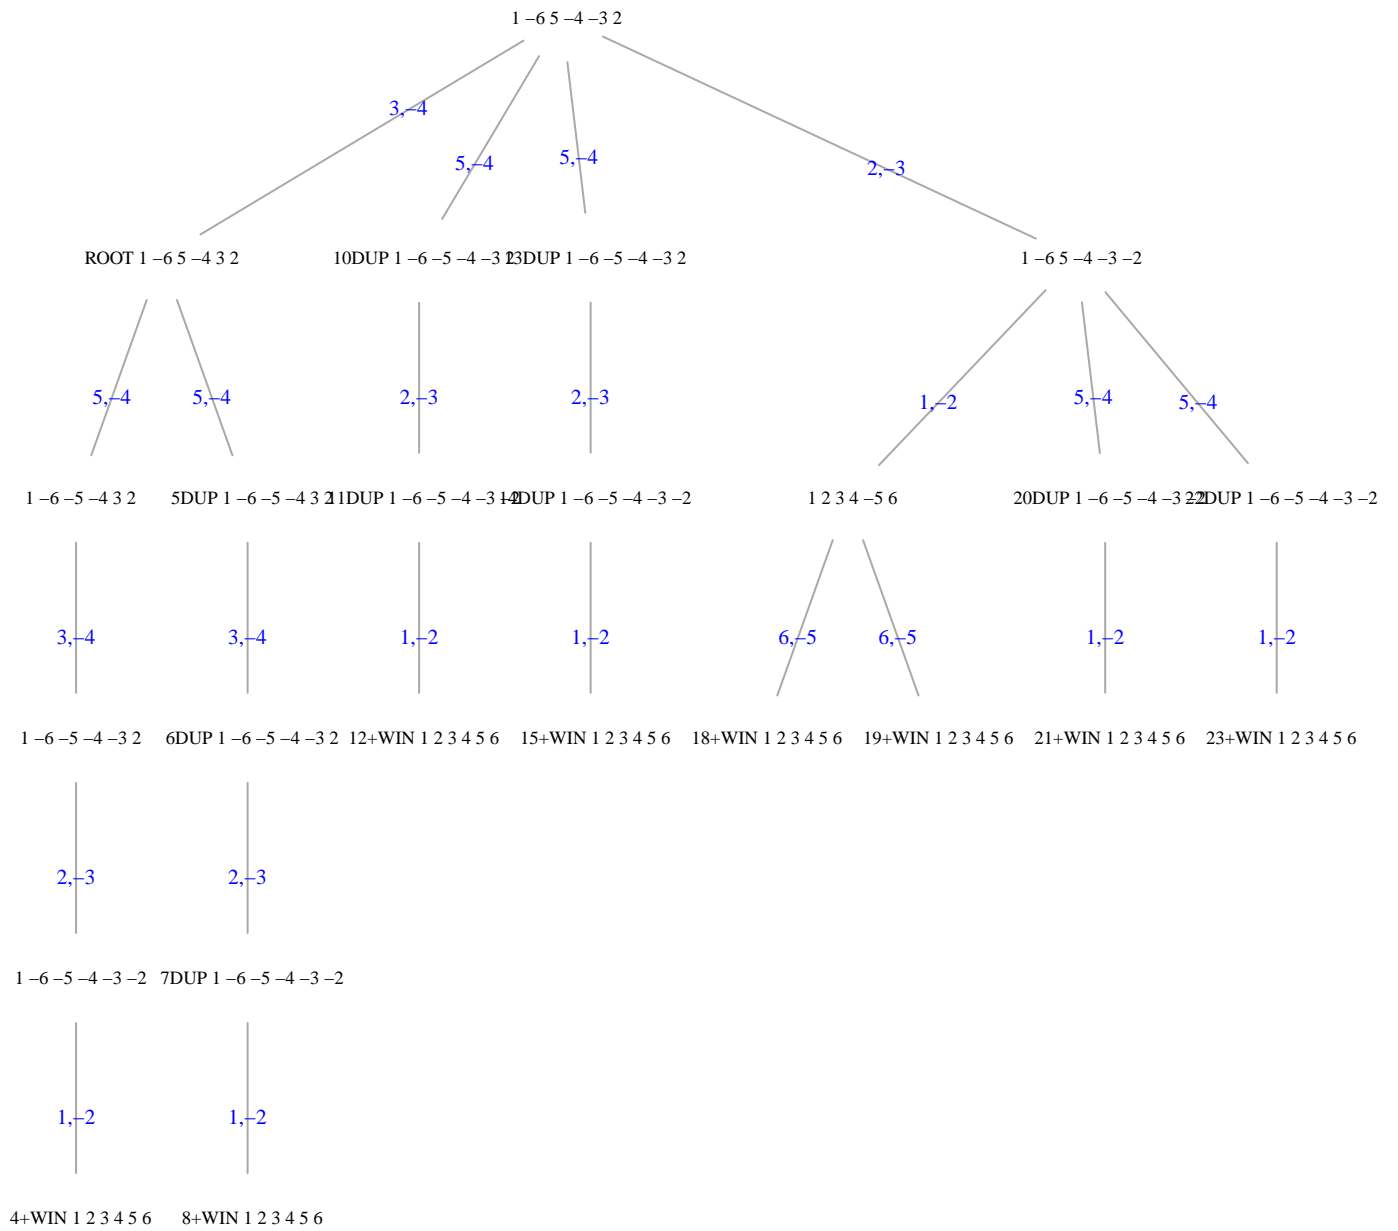 1 –6 5 –4 –3 2
3,–4
5,–4
5,–4
2,–3
ROOT 1 –6 5 –4 3 2
10DUP 1 –6 –5 –4 –3 2
13DUP 1 –6 –5 –4 –3 2
1 –6 5 –4 –3 –2
5,–4
5,–4
2,–3
2,–3
1,–2
5,–4
5,–4
1 –6 –5 –4 3 2
5DUP 1 –6 –5 –4 3 2
11DUP 1 –6 –5 –4 –3 –2
14DUP 1 –6 –5 –4 –3 –2
1 2 3 4 –5 6
20DUP 1 –6 –5 –4 –3 –2
22DUP 1 –6 –5 –4 –3 –2
3,–4
3,–4
1,–2
1,–2
6,–5
6,–5
1,–2
1,–2
1 –6 –5 –4 –3 2
6DUP 1 –6 –5 –4 –3 2
12+WIN 1 2 3 4 5 6
15+WIN 1 2 3 4 5 6
18+WIN 1 2 3 4 5 6
19+WIN 1 2 3 4 5 6
21+WIN 1 2 3 4 5 6
23+WIN 1 2 3 4 5 6
2,–3
2,–3
1 –6 –5 –4 –3 –2
7DUP 1 –6 –5 –4 –3 –2
1,–2
1,–2
4+WIN 1 2 3 4 5 6
8+WIN 1 2 3 4 5 6